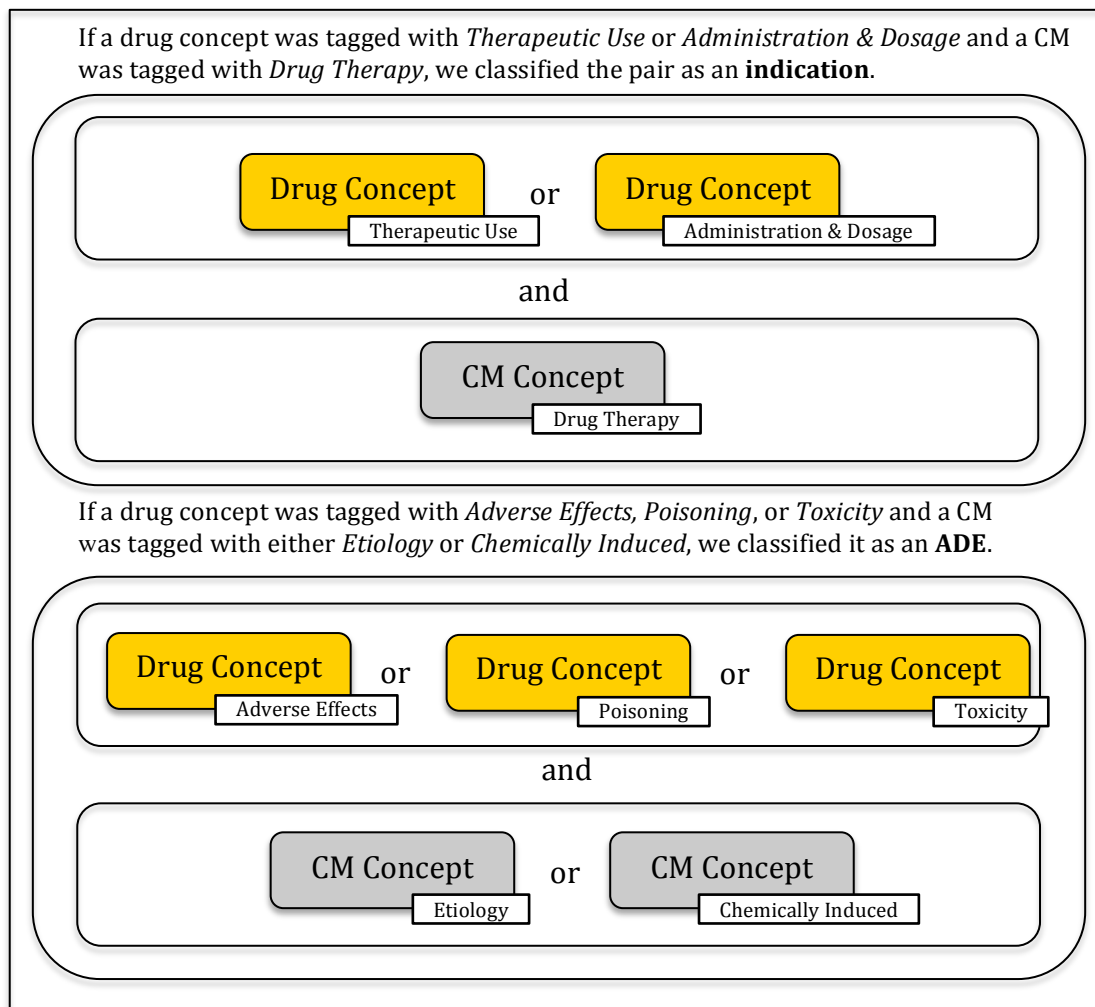 If a drug concept was tagged with Therapeutic Use or Administration & Dosage and a CM
was tagged with Drug Therapy, we classified the pair as an indication.
Drug Concept or Drug Concept
Therapeutic Use Administration & Dosage
and
CM Concept
Drug Therapy
If a drug concept was tagged with Adverse Effects, Poisoning, or Toxicity and a CM
was tagged with either Etiology or Chemically Induced, we classified it as an ADE.
Drug Concept or Drug Concept or Drug Concept
Adverse Effects Poisoning Toxicity
and
CM Concept or CM Concept
Etiology Chemically Induced